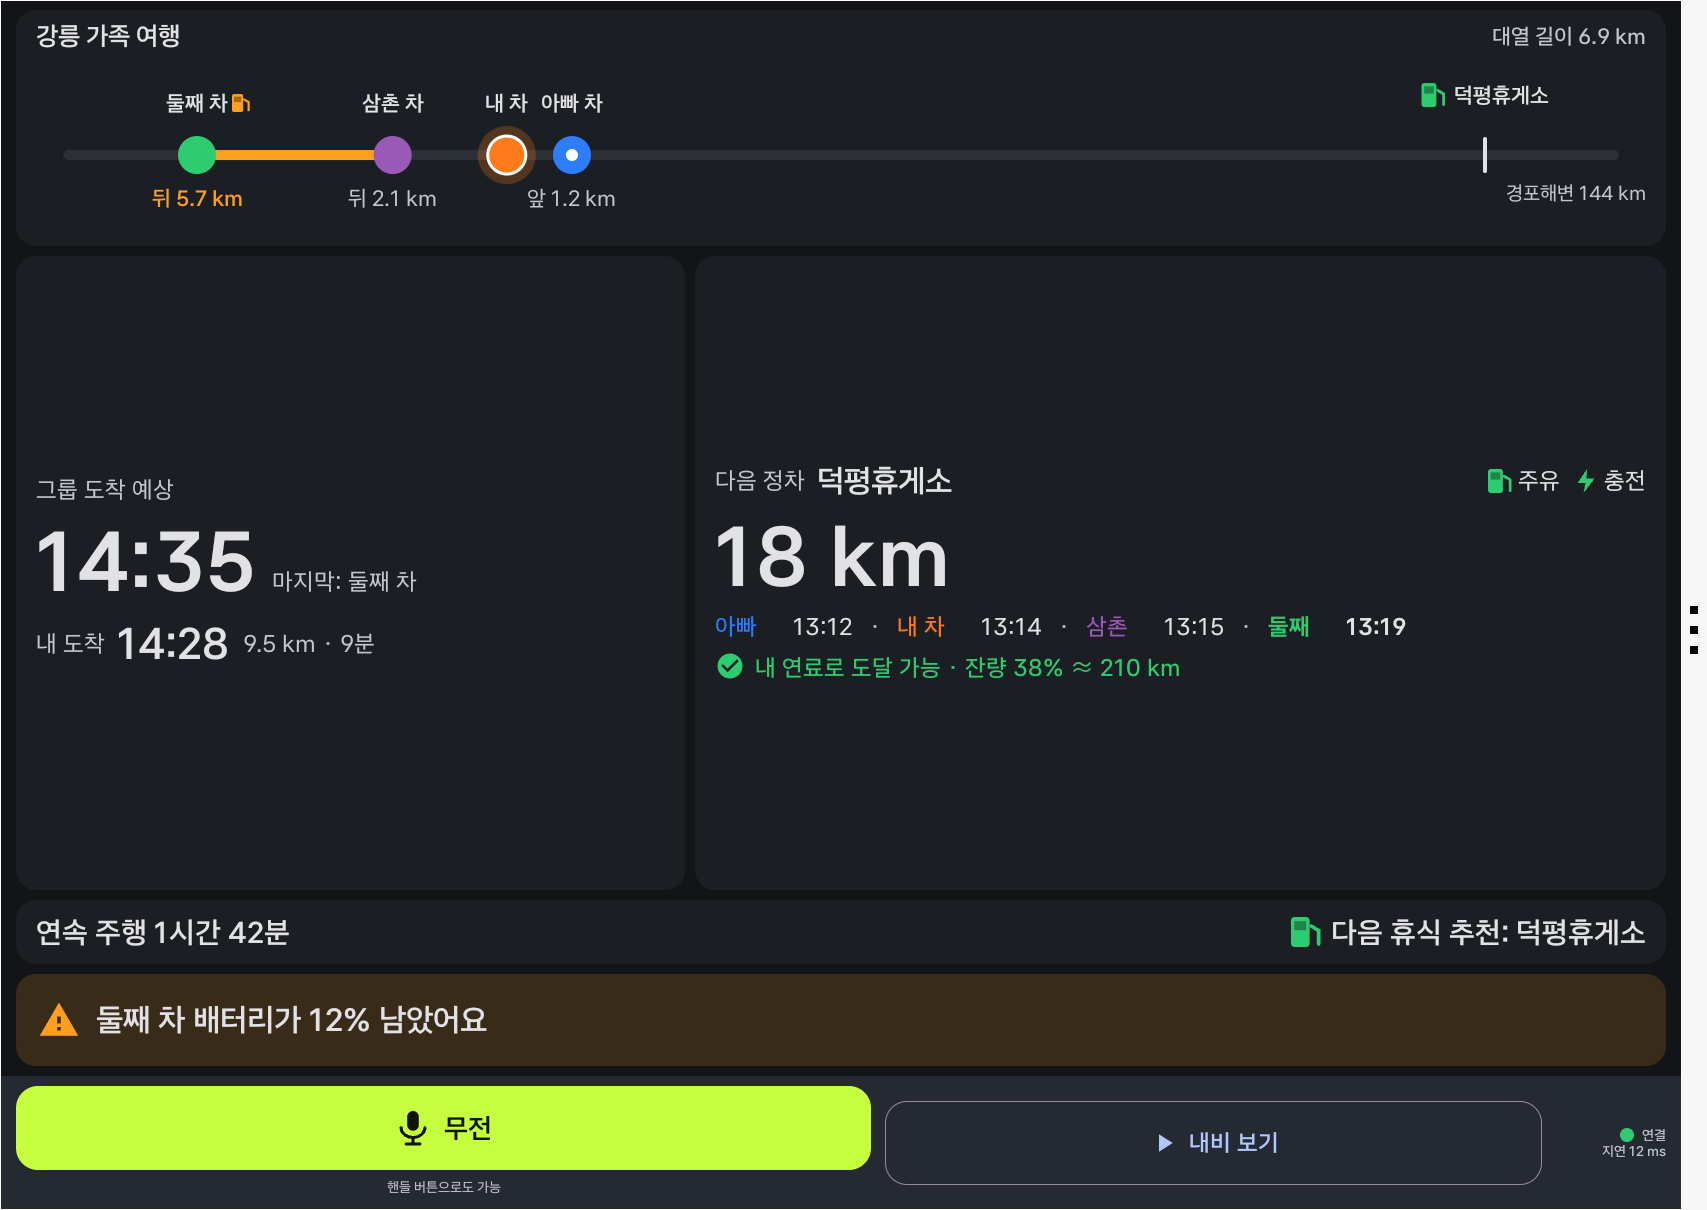 강릉 가족 여행
대열 길이 6.9 km
둘째 차
삼촌 차
내 차
아빠 차
덕평휴게소
뒤 5.7 km
뒤 2.1 km
앞 1.2 km
경포해변 144 km
그룹 도착 예상
14:35 마지막: 둘째 차
내 도착 14:28 9.5 km · 9분
다음 정차 덕평휴게소
주유 충전
18 km
아빠 13:12 · 내 차 13:14 · 삼촌 13:15 · 둘째 13:19
내 연료로 도달 가능 · 잔량 38% ≈ 210 km
연속 주행 1시간 42분
다음 휴식 추천: 덕평휴게소
둘째 차 배터리가 12% 남았어요
무전
핸들 버튼으로도 가능
내비 보기
연결
지연 12 ms